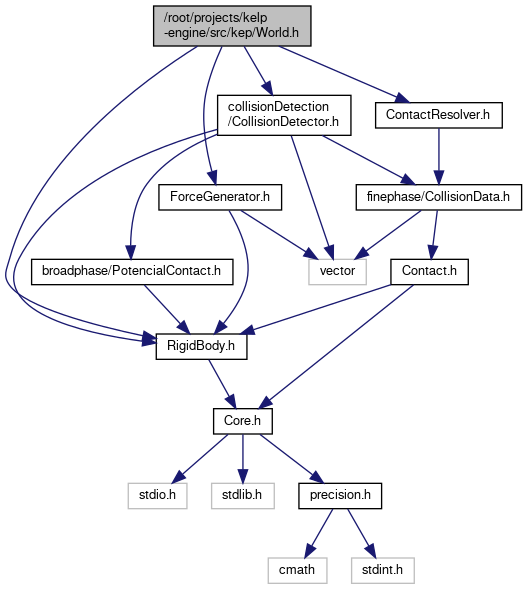 /root/projects/kelp
-engine/src/kep/World.h
collisionDetection
/CollisionDetector.h
ContactResolver.h
ForceGenerator.h
finephase/CollisionData.h
broadphase/PotencialContact.h
vector
Contact.h
RigidBody.h
Core.h
stdio.h
stdlib.h
precision.h
cmath
stdint.h